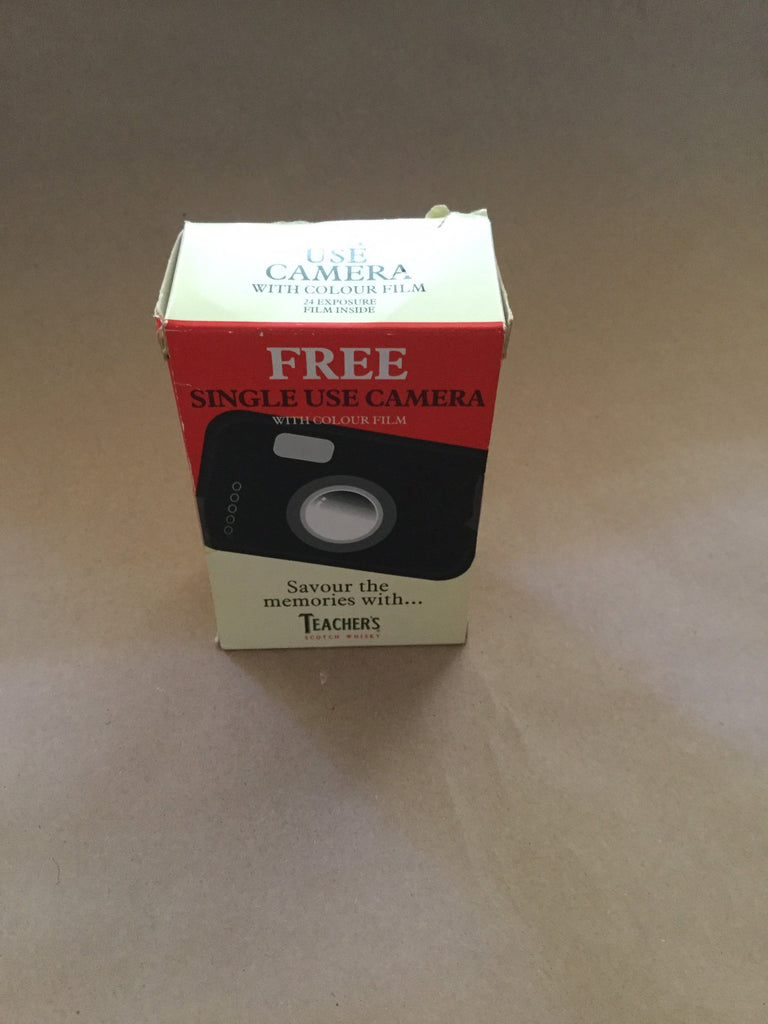 USE
CAMERA
WITH COLOUR FILM
24 EXPOSURE
FILM INSIDE
FREE
SINGLE USE CAMERA
WITH COLOUR FILM
Savour the
memories with...
TEACHER'S
SCOTCH WHISKY